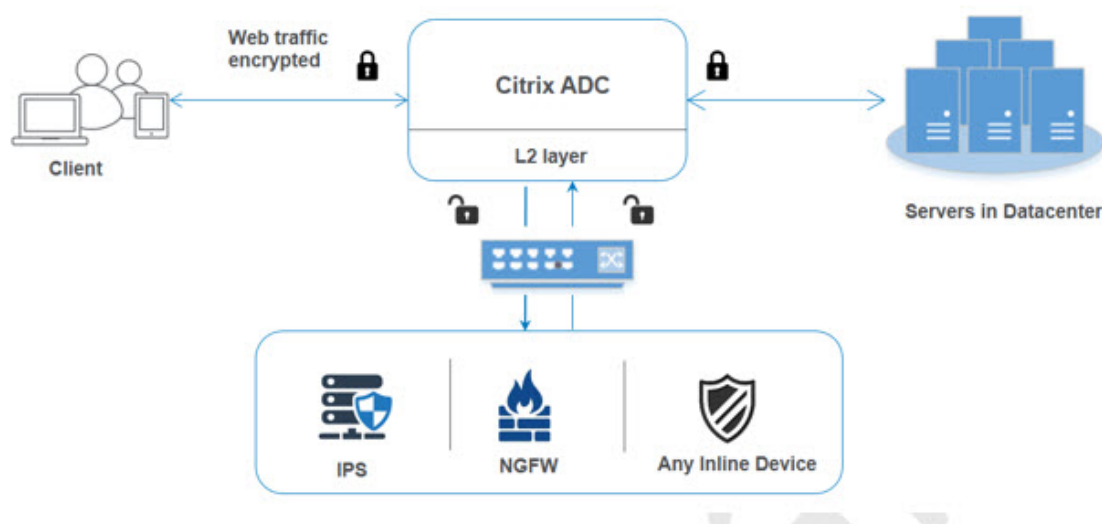 Web traffic
encrypted
Citrix ADC
L2 layer
Client
Servers in Datacenter
IPS
NGFW
Any Inline Device